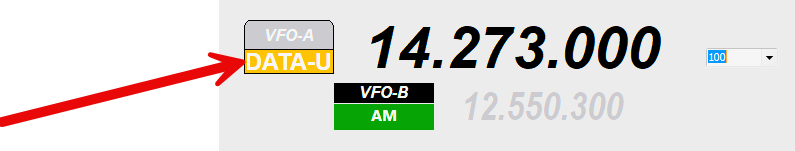 VFO-A
DATA-U
14.273.000
100
VFO-B
AM
12.550.300